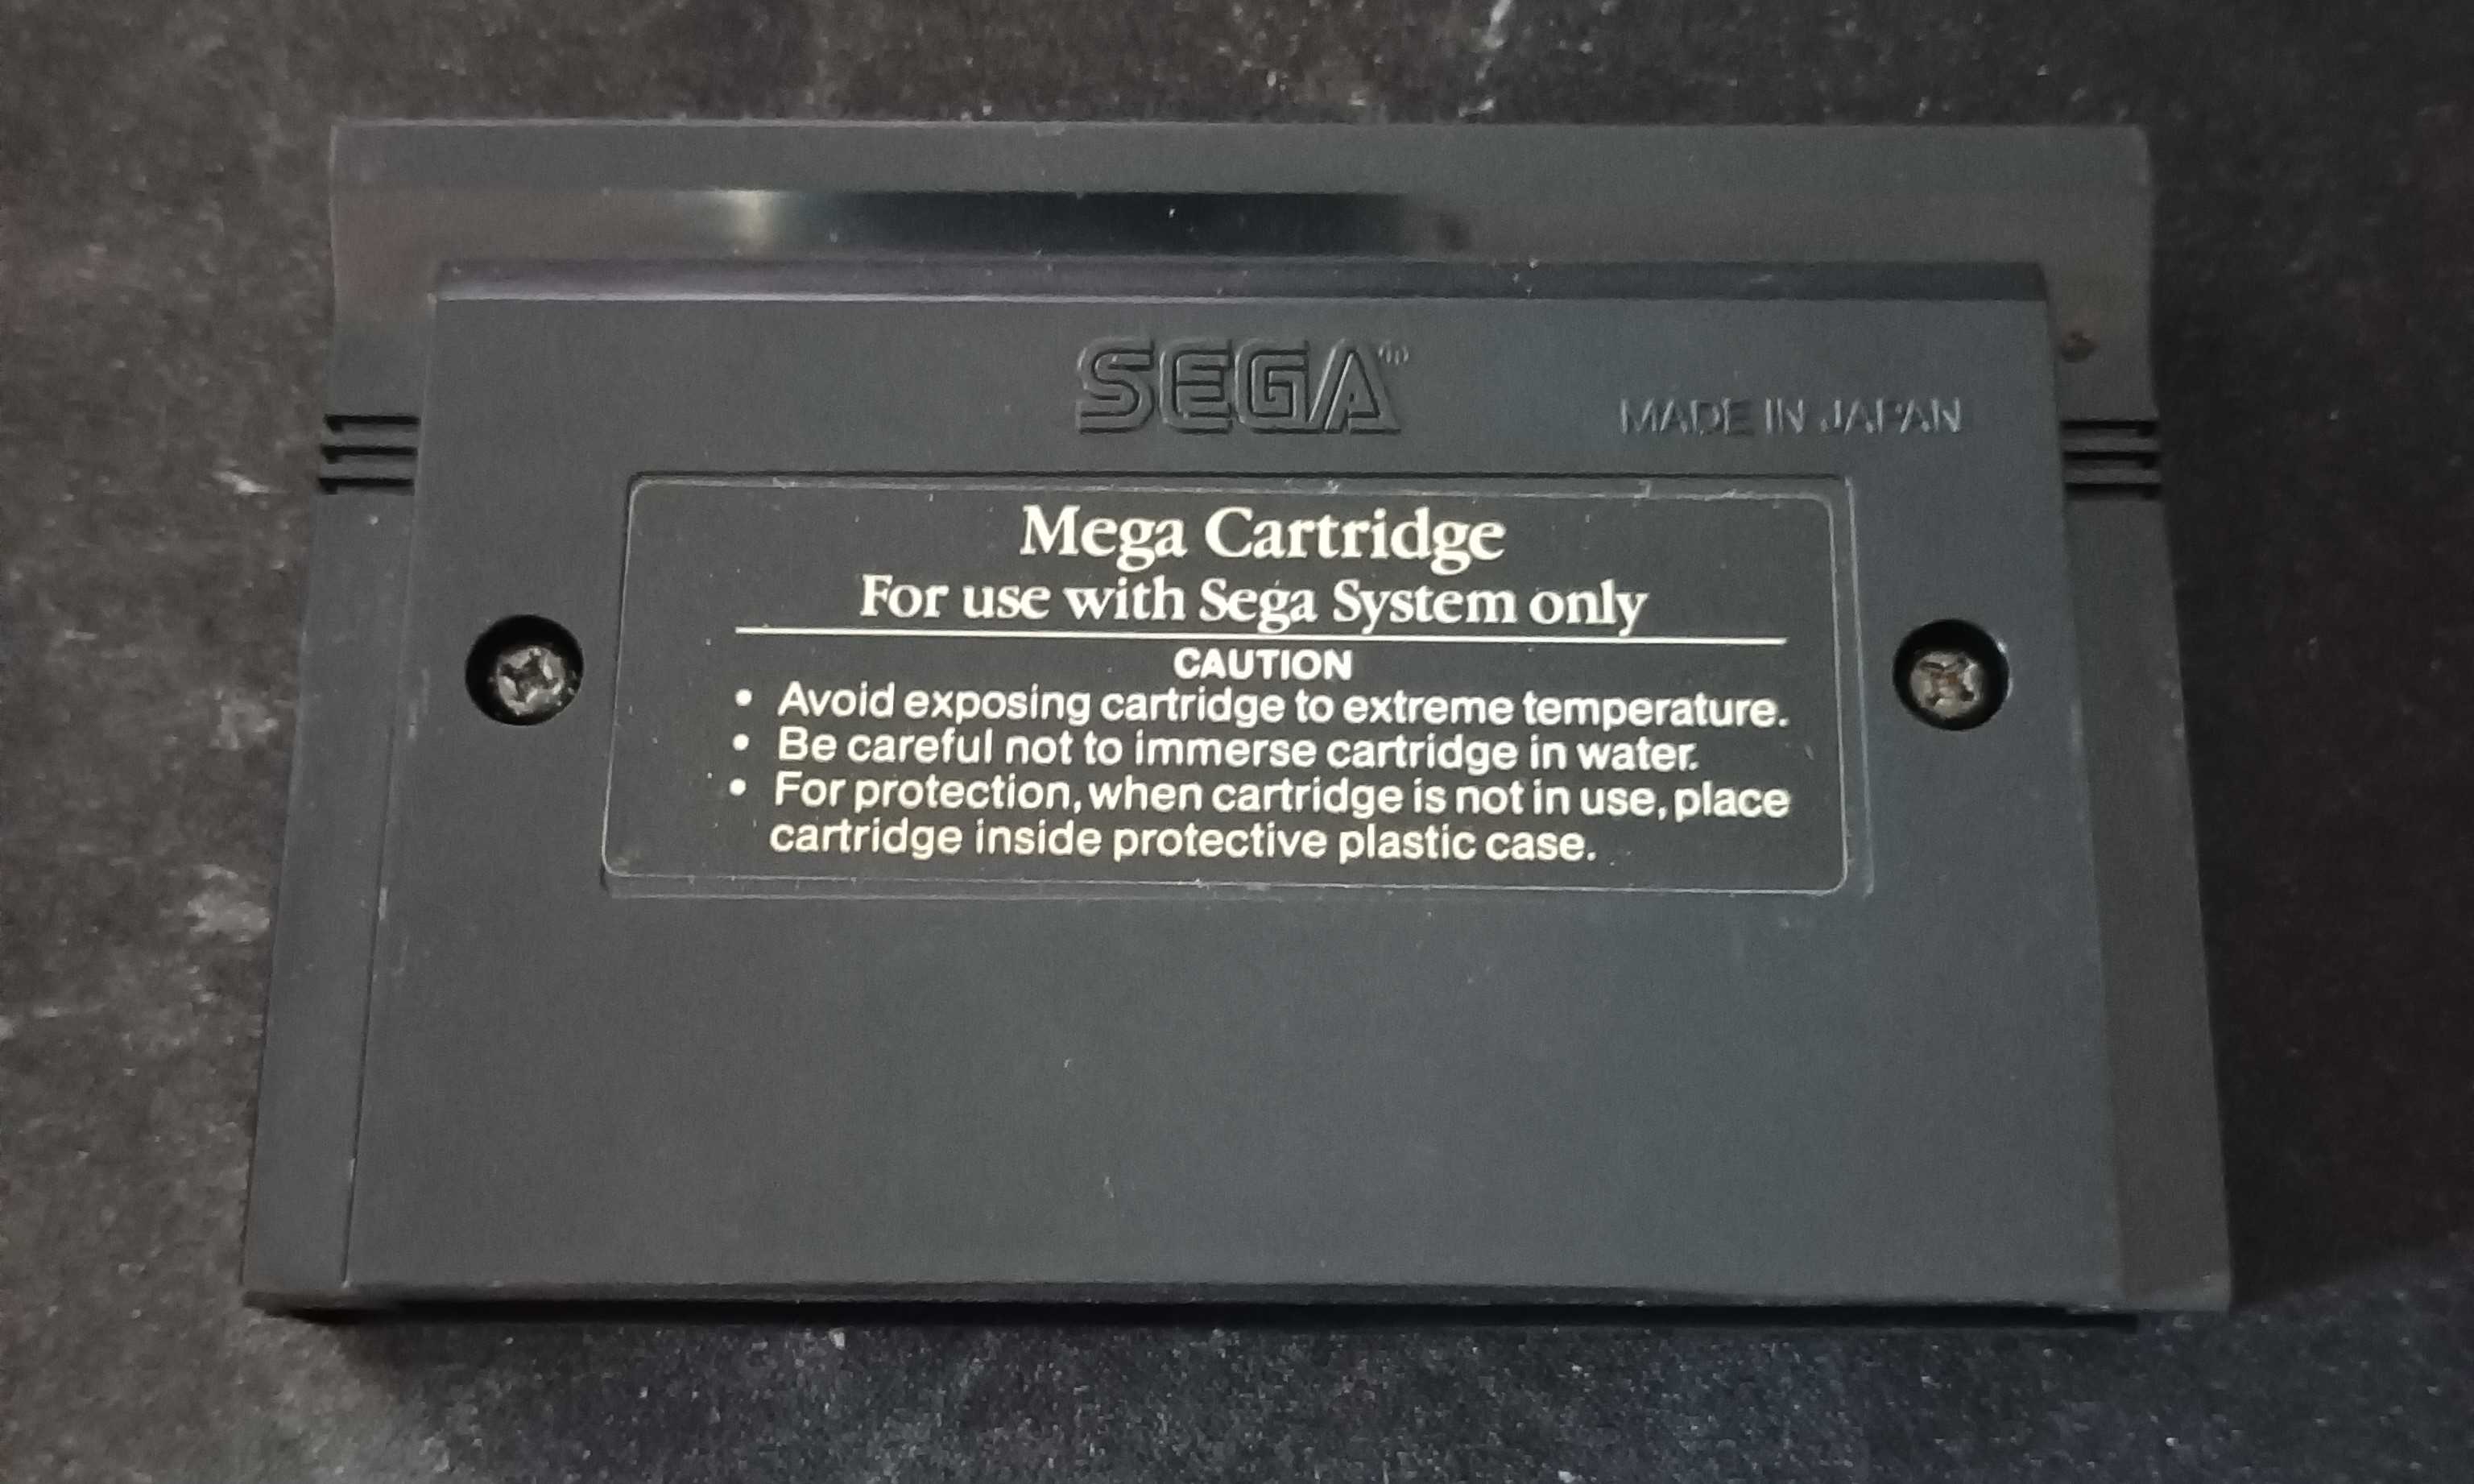 SEGA™
MADE IN JAPAN
Mega Cartridge
For use with Sega System only
CAUTION
• Avoid exposing cartridge to extreme temperature.
• Be careful not to immerse cartridge in water.
• For protection, when cartridge is not in use, place
cartridge inside protective plastic case.